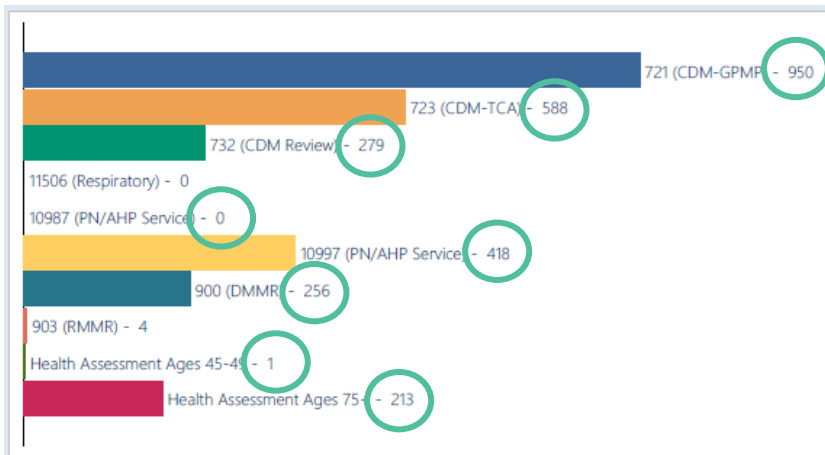 721 (CDM-GPMP) - 950
723 (CDM-TCA) - 588
732 (CDM Review) - 279
11506 (Respiratory) - 0
10987 (PN/AHP Service) - 0
10997 (PN/AHP Service) - 418
900 (DMMR) - 256
903 (RMMR) - 4
Health Assessment Ages 45-49 - 1
Health Assessment Ages 75+ - 213